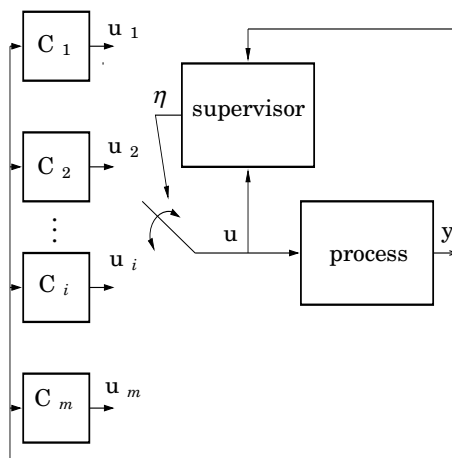 C 1
u 1
η
supervisor
C 2
u 2
⋮
u
y
process
C i
u i
C m
u m